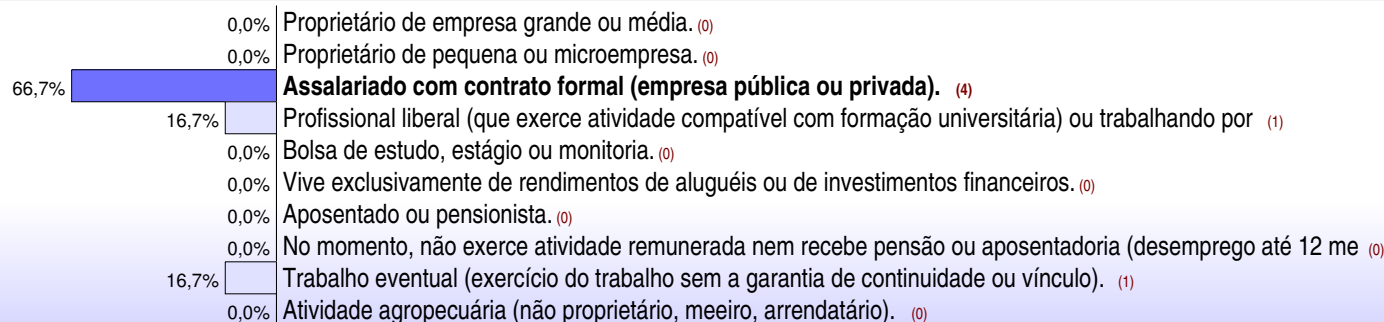 0,0% Proprietário de empresa grande ou média. (0)
0,0% Proprietário de pequena ou microempresa. (0)
66,7% Assalariado com contrato formal (empresa pública ou privada). (4)
16,7% Profissional liberal (que exerce atividade compatível com formação universitária) ou trabalhando por (1)
0,0% Bolsa de estudo, estágio ou monitoria. (0)
0,0% Vive exclusivamente de rendimentos de aluguéis ou de investimentos financeiros. (0)
0,0% Aposentado ou pensionista. (0)
0,0% No momento, não exerce atividade remunerada nem recebe pensão ou aposentadoria (desemprego até 12 me (0)
16,7% Trabalho eventual (exercício do trabalho sem a garantia de continuidade ou vínculo). (1)
0,0% Atividade agropecuária (não proprietário, meeiro, arrendatário). (0)